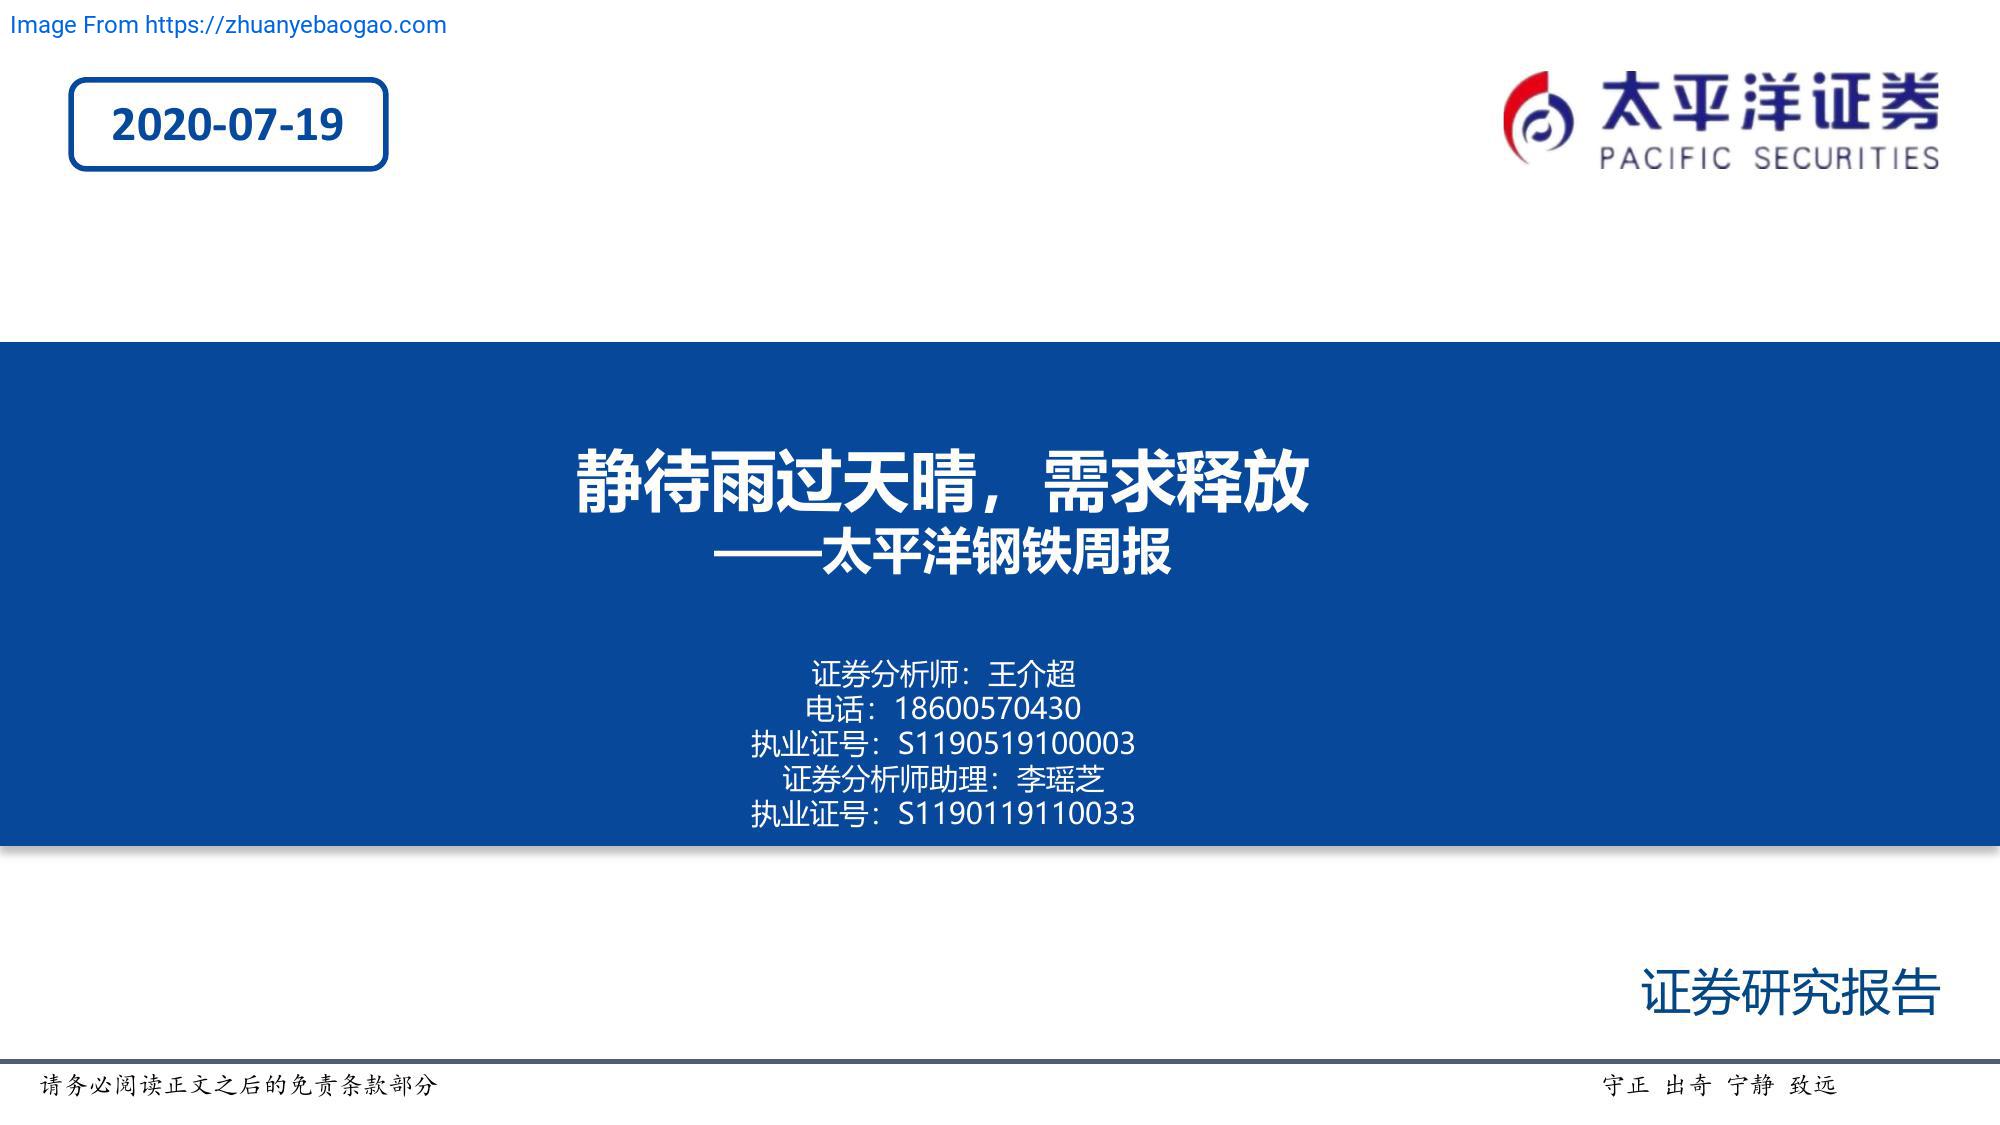 Image From https://zhuanyebaogao.com
2020-07-19
太平洋证券
PACIFIC SECURITIES
静待雨过天晴，需求释放
——太平洋钢铁周报
证券分析师：王介超
电话：18600570430
执业证号：S1190519100003
证券分析师助理：李瑶芝
执业证号：S1190119110033
证券研究报告
请务必阅读正文之后的免责条款部分
守正 出奇 宁静 致远